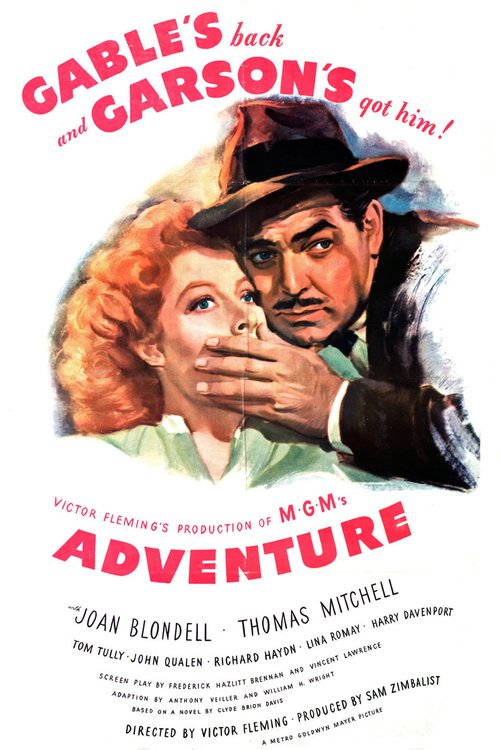 GABLE'S back
and GARSON'S got him!
VICTOR FLEMING'S PRODUCTION OF M·G·M's
ADVENTURE
with JOAN BLONDELL · THOMAS MITCHELL
TOM TULLY · JOHN QUALEN · RICHARD HAYDN · LINA ROMAY · HARRY DAVENPORT
SCREEN PLAY BY FREDERICK HAZLITT BRENNAN AND VINCENT LAWRENCE
ADAPTION BY ANTHONY VEILLER AND WILLIAM H. WRIGHT
BASED ON A NOVEL BY CLYDE BRION DAVIS
DIRECTED BY VICTOR FLEMING · PRODUCED BY SAM ZIMBALIST
A METRO GOLDWYN MAYER PICTURE